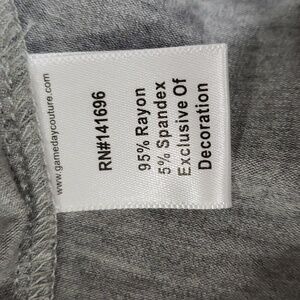 www.gamedaycouture.com
RN#141696
95% Rayon
5% Spandex
Exclusive Of
Decoration